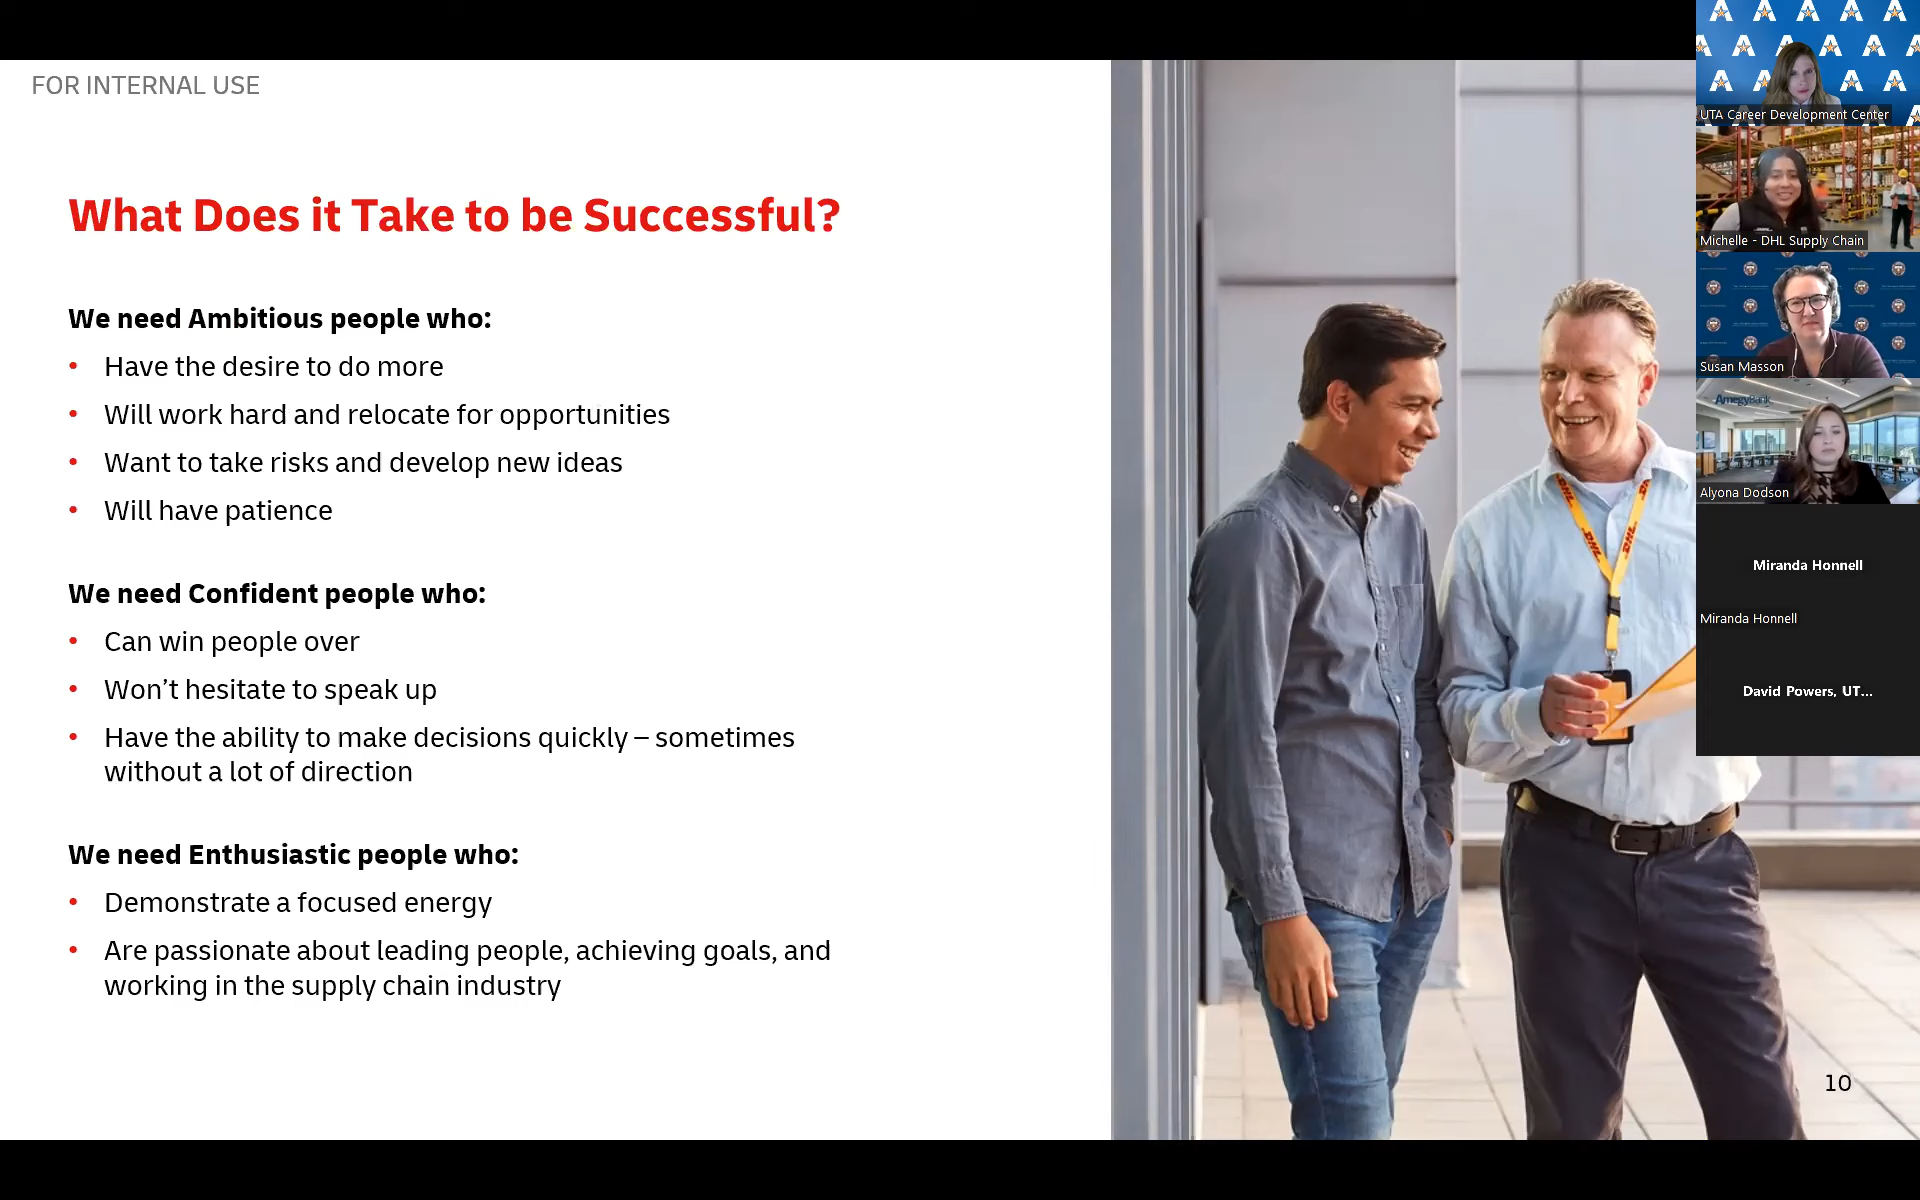 FOR INTERNAL USE
What Does it Take to be Successful?
We need Ambitious people who:
• Have the desire to do more
• Will work hard and relocate for opportunities
• Want to take risks and develop new ideas
• Will have patience
We need Confident people who:
• Can win people over
• Won’t hesitate to speak up
• Have the ability to make decisions quickly – sometimes
without a lot of direction
We need Enthusiastic people who:
• Demonstrate a focused energy
• Are passionate about leading people, achieving goals, and
working in the supply chain industry
DHL
DHL
10
UTA Career Development Center
Michelle - DHL Supply Chain
Susan Masson
AmegyBank
Alyona Dodson
Miranda Honnell
Miranda Honnell
David Powers, UT...